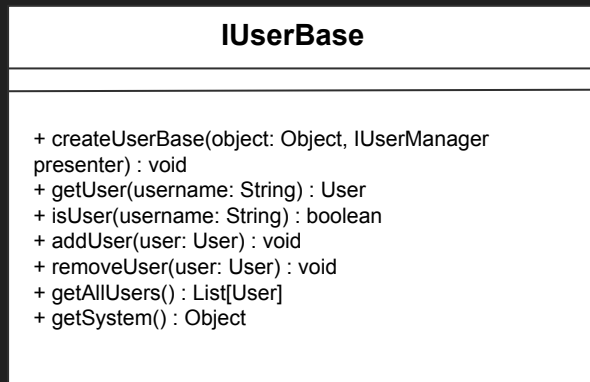 IUserBase
+ createUserBase(object: Object, IUserManager
presenter) : void
+ getUser(username: String) : User
+ isUser(username: String) : boolean
+ addUser(user: User) : void
+ removeUser(user: User) : void
+ getAllUsers() : List[User]
+ getSystem() : Object